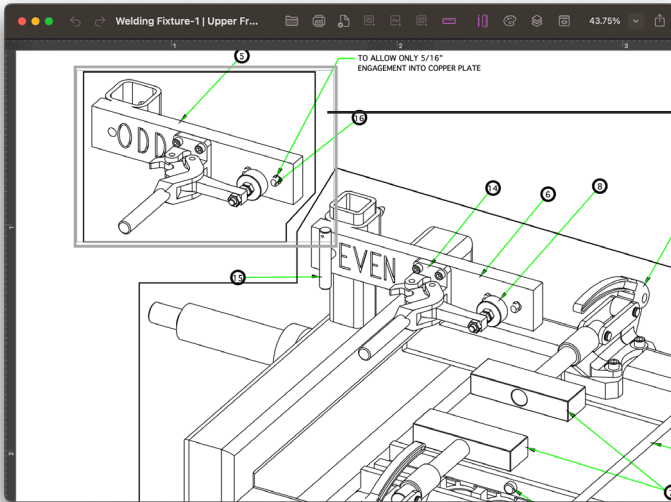 Welding Fixture-1 | Upper Fr...
43.75%
1
2
3
5
TO ALLOW ONLY 5/16"
ENGAGEMENT INTO COPPER PLATE
16
ODD
14
6
8
1
EVEN
15
2